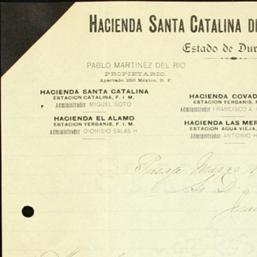 HACIENDA SANTA CATALINA DE
Estado de Dur
PABLO MARTINEZ DEL RIO
PROPIETARIO.
Apartado 250 México, D. F.
HACIENDA SANTA CATALINA
ESTACION CATALINA, F. I M.
Administrador MIGUEL SOTO
HACIENDA COVAD
ESTACION YERBANIS, F
Administrador FRANCISCO A
HACIENDA EL ALAMO
ESTACION YERBANIS, F. I M.
Administrador DIONISIO SALAS H
HACIENDA LAS MER
ESTACION AGUA VIEJA,
Administrador ANTONIO H
Marzo